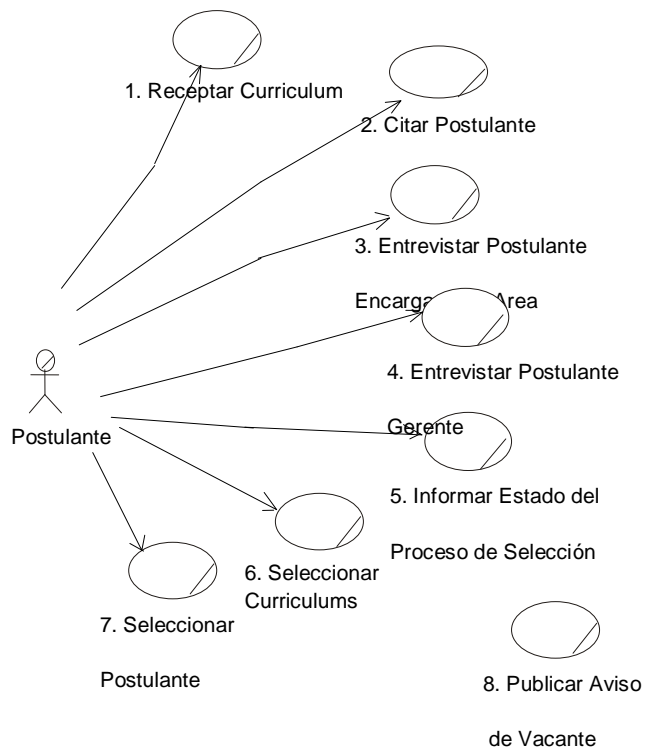 1. Receptar Curriculum
2. Citar Postulante
3. Entrevistar Postulante
Area
4. Entrevistar Postulante
Gerente
Postulante
5. Informar Estado del
Proceso de Selección
6. Seleccionar
Curriculums
7. Seleccionar
Postulante
8. Publicar Aviso
de Vacante